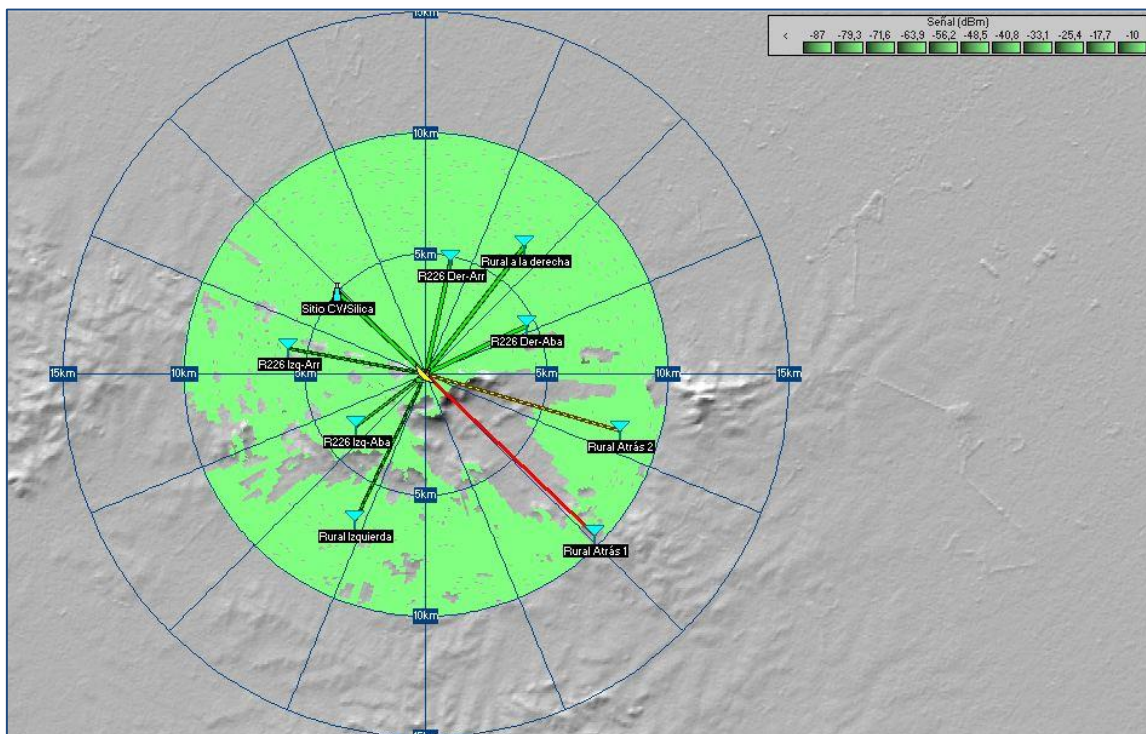 15km
Señal (dBm)
< -87 -79,3 -71,6 -63,9 -56,2 -48,5 -40,8 -33,1 -25,4 -17,7 -10
10km
5km
Rural a la derecha
R226 Der-Arr
Sitio CV/Silica
R226 Der-Aba
R226 Izq-Arr
15km 10km 5km 5km 10km 15km
R226 Izq-Aba
Rural Atrás 2
5km
Rural Izquierda
Rural Atrás 1
10km
15km